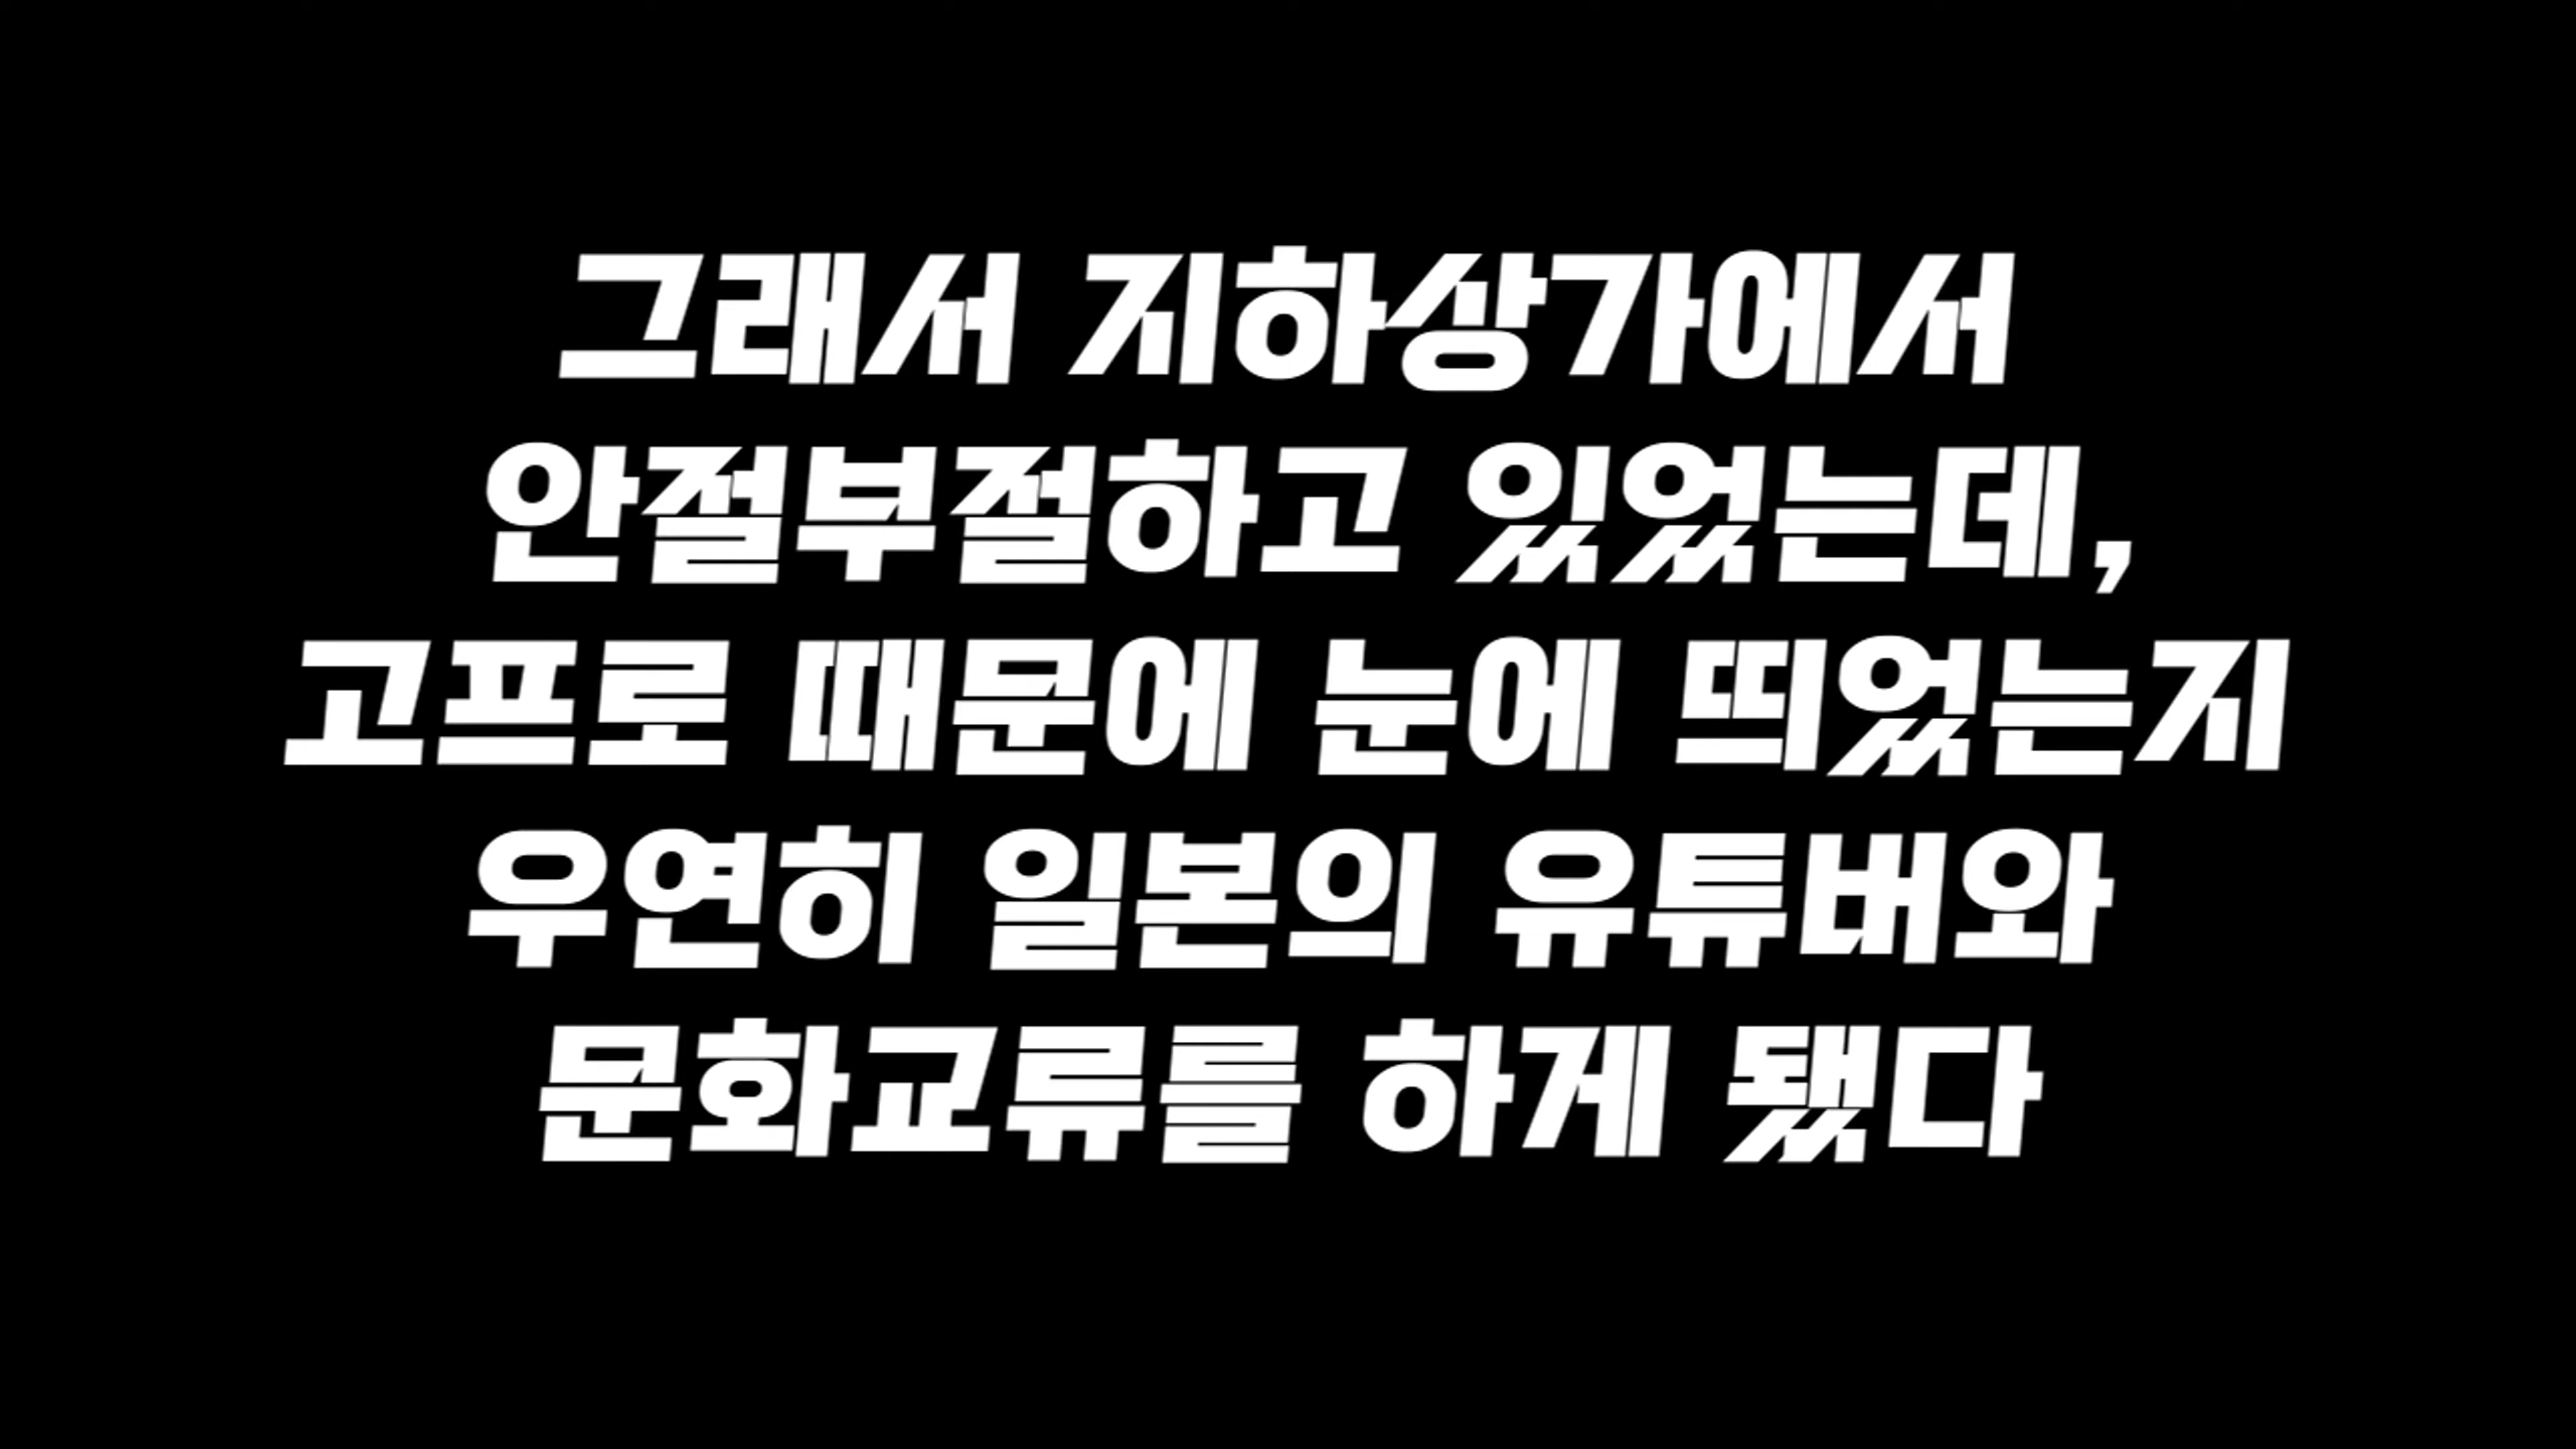 그래서 지하상가에서
안절부절하고 있었는데,
고프로 때문에 눈에 띄었는지
우연히 일본의 유튜버와
문화교류를 하게 됐다